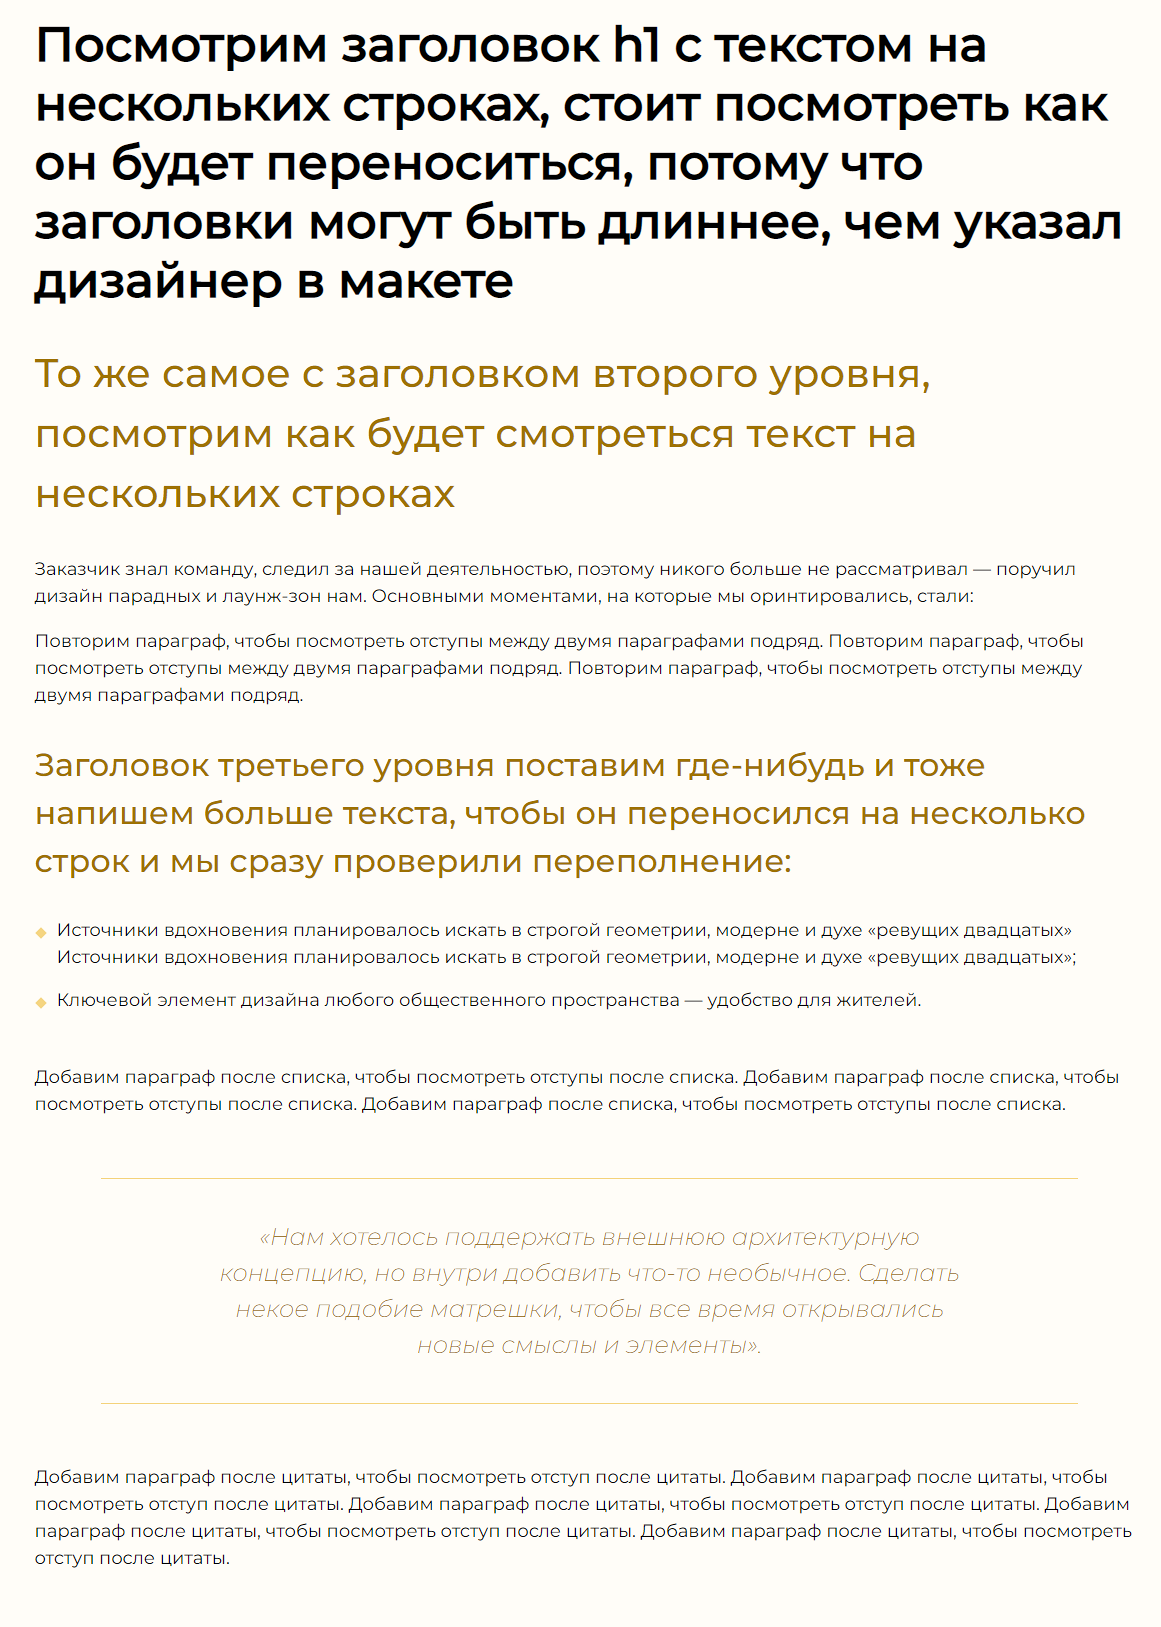 Посмотрим заголовок h1 с текстом на
нескольких строках, стоит посмотреть как
он будет переноситься, потому что
заголовки могут быть длиннее, чем указал
дизайнер в макете
То же самое с заголовком второго уровня,
посмотрим как будет смотреться текст на
нескольких строках
Заказчик знал команду, следил за нашей деятельностью, поэтому никого больше не рассматривал — поручил
дизайн парадных и лаунж-зон нам. Основными моментами, на которые мы оринтировались, стали:
Повторим параграф, чтобы посмотреть отступы между двумя параграфами подряд. Повторим параграф, чтобы
посмотреть отступы между двумя параграфами подряд. Повторим параграф, чтобы посмотреть отступы между
двумя параграфами подряд.
Заголовок третьего уровня поставим где-нибудь и тоже
напишем больше текста, чтобы он переносился на несколько
строк и мы сразу проверили переполнение:
Источники вдохновения планировалось искать в строгой геометрии, модерне и духе «ревущих двадцатых»
Источники вдохновения планировалось искать в строгой геометрии, модерне и духе «ревущих двадцатых»;
Ключевой элемент дизайна любого общественного пространства — удобство для жителей.
Добавим параграф после списка, чтобы посмотреть отступы после списка. Добавим параграф после списка, чтобы
посмотреть отступы после списка. Добавим параграф после списка, чтобы посмотреть отступы после списка.
«Нам хотелось поддержать внешнюю архитектурную
концепцию, но внутри добавить что-то необычное. Сделать
некое подобие матрешки, чтобы все время открывались
новые смыслы и элементы».
Добавим параграф после цитаты, чтобы посмотреть отступ после цитаты. Добавим параграф после цитаты, чтобы
посмотреть отступ после цитаты. Добавим параграф после цитаты, чтобы посмотреть отступ после цитаты. Добавим
параграф после цитаты, чтобы посмотреть отступ после цитаты. Добавим параграф после цитаты, чтобы посмотреть
отступ после цитаты.